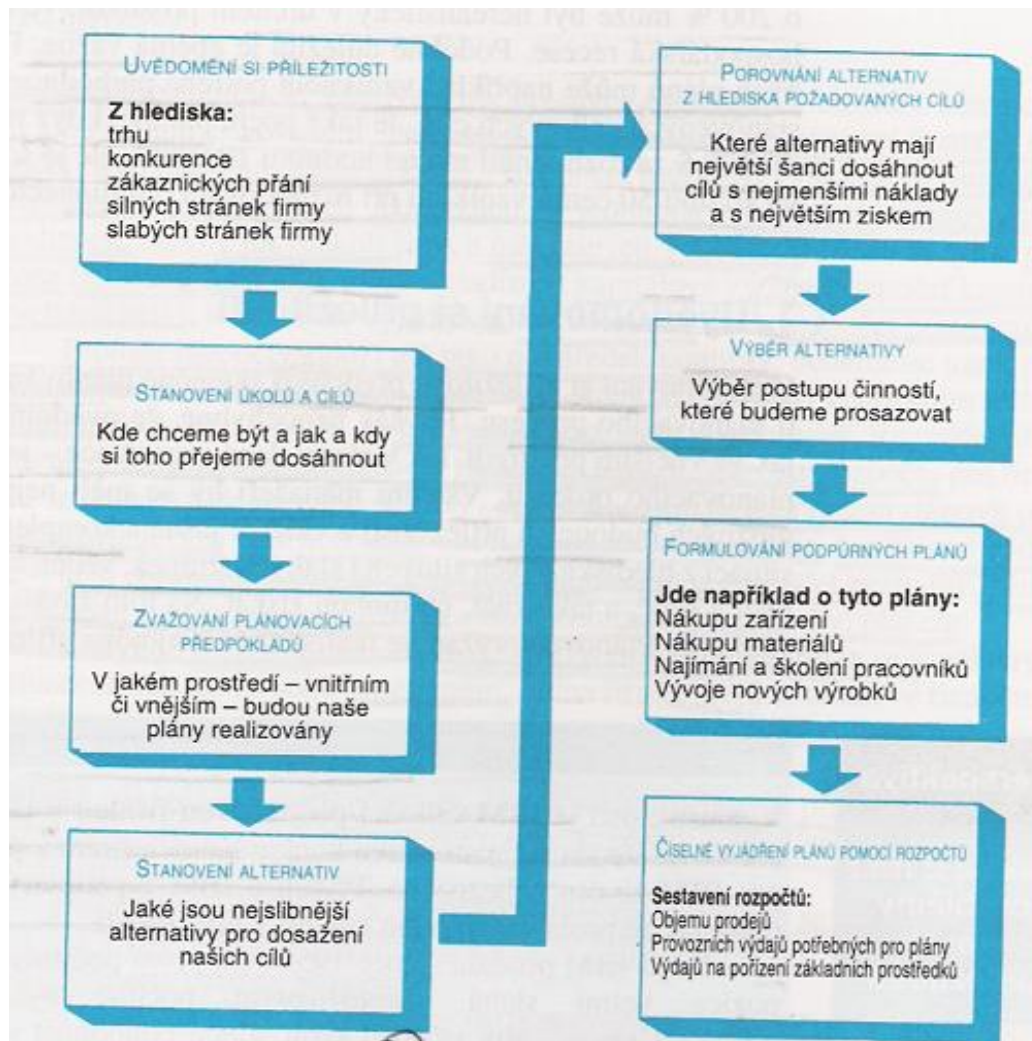 UVĚDOMĚNÍ SI PŘÍLEŽITOSTI
Z hlediska:
trhu
konkurence
zákaznických přání
silných stránek firmy
slabých stránek firmy
STANOVENÍ ÚKOLŮ A CÍLŮ
Kde chceme být a jak a kdy
si toho přejeme dosáhnout
ZVAŽOVÁNÍ PLÁNOVACÍCH
PŘEDPOKLADŮ
V jakém prostředí – vnitřním
či vnějším – budou naše
plány realizovány
STANOVENÍ ALTERNATIV
Jaké jsou nejslibnější
alternativy pro dosažení
našich cílů
POROVNÁNÍ ALTERNATIV
Z HLEDISKA POŽADOVANÝCH CÍLŮ
Které alternativy mají
největší šanci dosáhnout
cílů s nejmenšími náklady
a s největším ziskem
VÝBĚR ALTERNATIVY
Výběr postupu činností,
které budeme prosazovat
FORMULOVÁNÍ PODPŮRNÝCH PLÁNŮ
Jde například o tyto plány:
Nákupu zařízení
Nákupu materiálů
Najímání a školení pracovníků
Vývoje nových výrobků
ČÍSELNÉ VYJÁDŘENÍ PLÁNŮ POMOCÍ ROZPOČTŮ
Sestavení rozpočtů:
Objemu prodejů
Provozních výdajů potřebných pro plány
Výdajů na pořízení základních prostředků